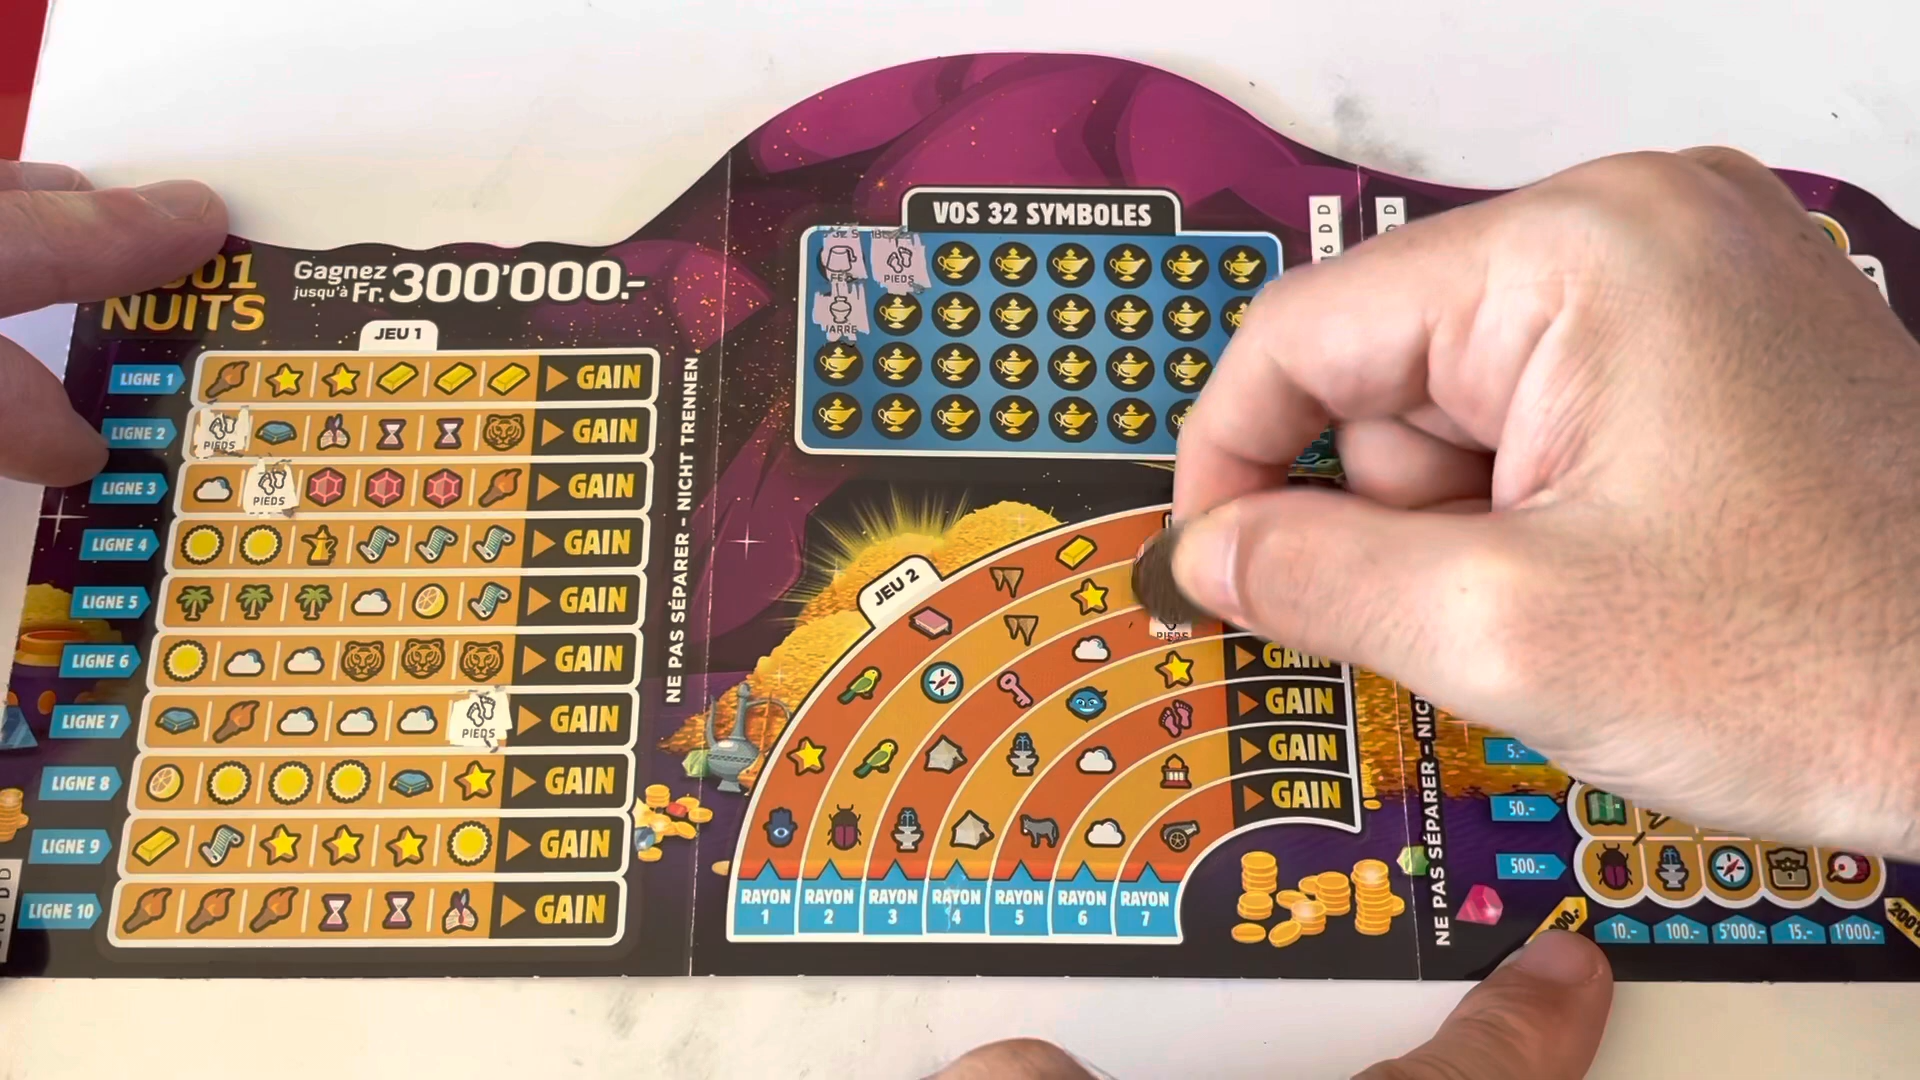 1001
NUITS
Gagnez
jusqu'à Fr. 300'000.-
JEU 1
LIGNE 1 GAIN
LIGNE 2 PIEDS GAIN
LIGNE 3 PIEDS GAIN
LIGNE 4 GAIN
LIGNE 5 GAIN
LIGNE 6 GAIN
LIGNE 7 PIEDS GAIN
LIGNE 8 GAIN
LIGNE 9 GAIN
LIGNE 10 GAIN
NE PAS SÉPARER - NICHT TRENNEN
VOS 32 SYMBOLES
FEZ PIEDS
JARRE
JEU 2
PIEDS
GAIN
GAIN
GAIN
GAIN
RAYON 1
RAYON 2
RAYON 3
RAYON 4
RAYON 5
RAYON 6
RAYON 7
NE PAS SÉPARER - NIC
5.-
50.-
500.-
10.- 100.- 5'000.- 15.- 1'000.-